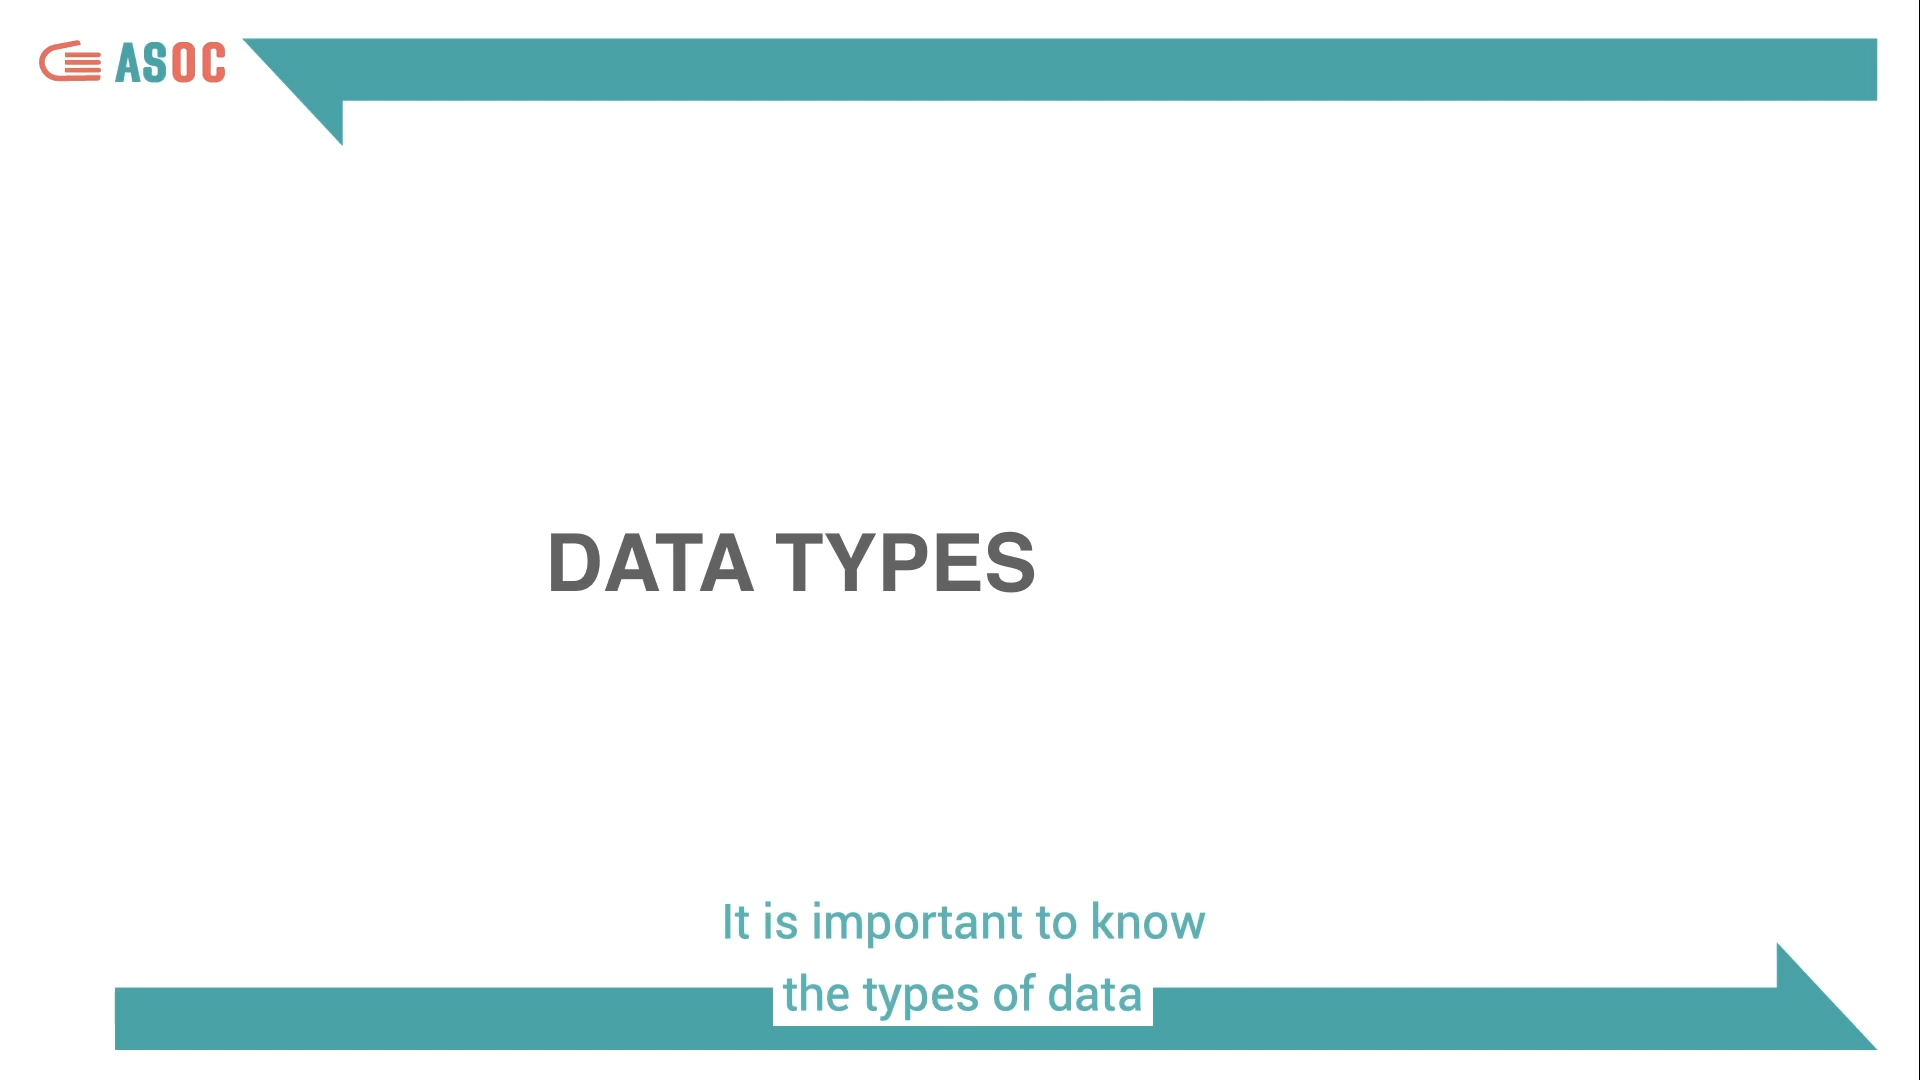 ASOC
DATA TYPES
It is important to know
the types of data